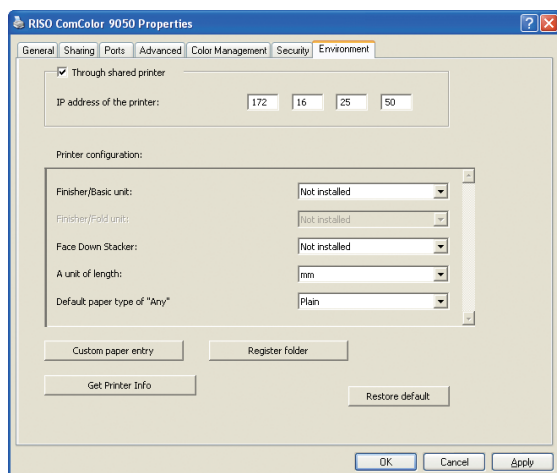 RISO ComColor 9050 Properties
General Sharing Ports Advanced Color Management Security Environment
Through shared printer
IP address of the printer: 172 16 25 50
Printer configuration:
Finisher/Basic unit: Not installed
Finisher/Fold unit: Not installed
Face Down Stacker: Not installed
A unit of length: mm
Default paper type of "Any" Plain
Custom paper entry Register folder
Get Printer Info
Restore default
OK Cancel Apply